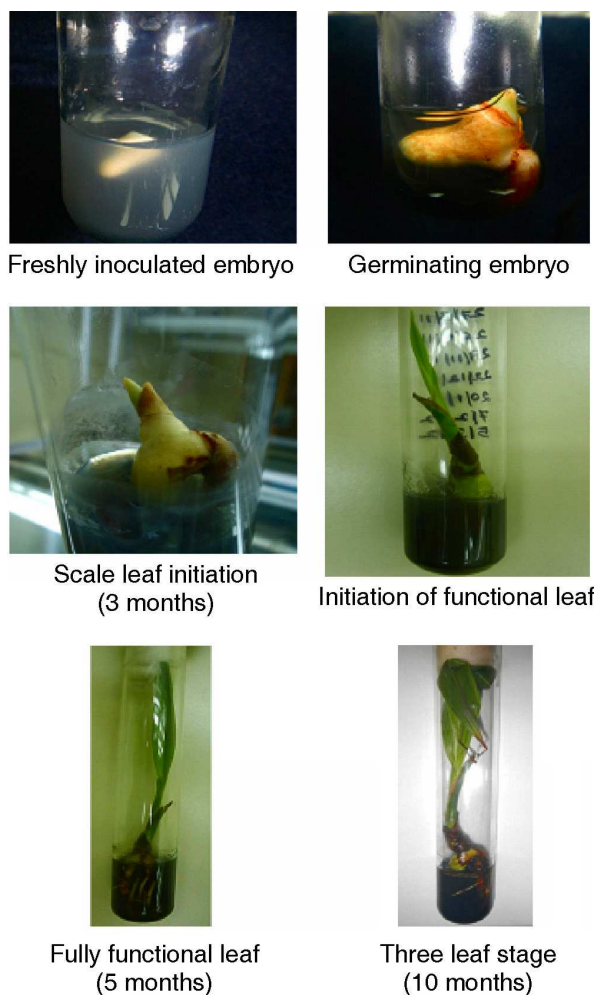 Freshly inoculated embryo
Germinating embryo
Scale leaf initiation
(3 months)
Initiation of functional leaf
Fully functional leaf
(5 months)
Three leaf stage
(10 months)